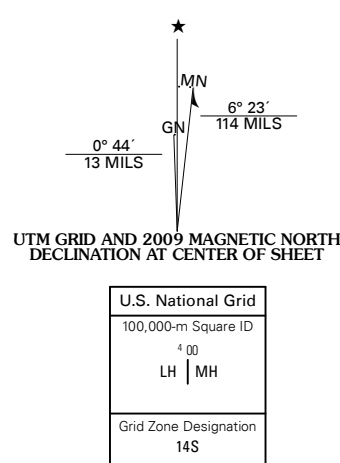 MN
GN
6° 23´
114 MILS
0° 44´
13 MILS
UTM GRID AND 2009 MAGNETIC NORTH
DECLINATION AT CENTER OF SHEET
U.S. National Grid
100,000-m Square ID
4 00
LH MH
Grid Zone Designation
14S